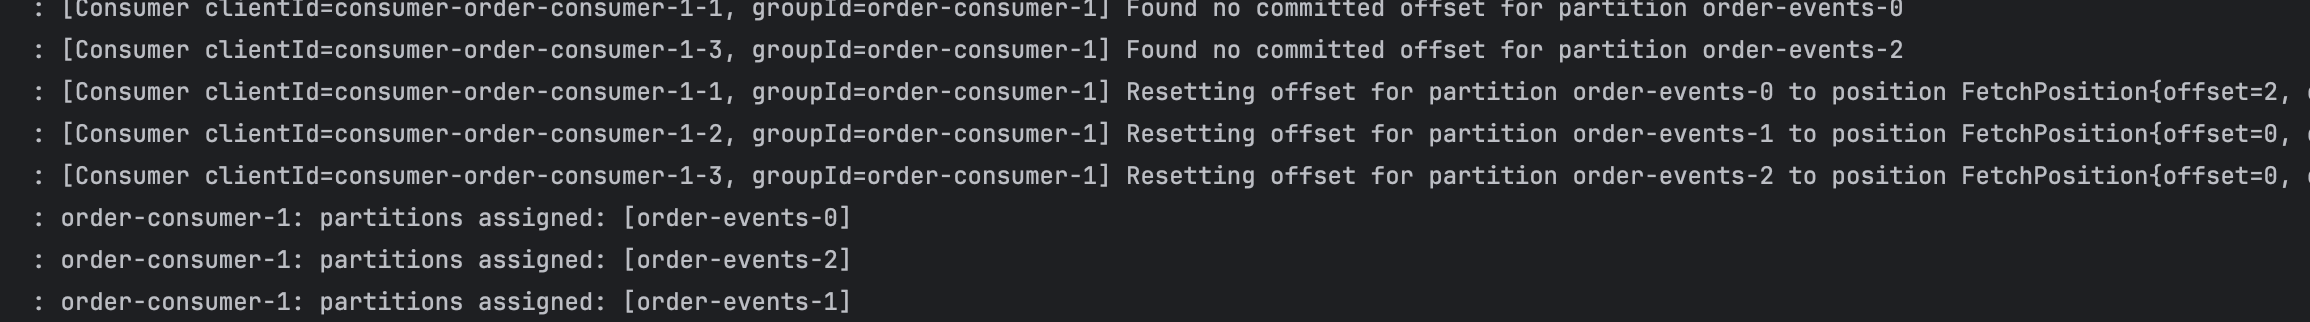 : [Consumer clientId=consumer-order-consumer-1-1, groupId=order-consumer-1] Found no committed offset for partition order-events-0
: [Consumer clientId=consumer-order-consumer-1-3, groupId=order-consumer-1] Found no committed offset for partition order-events-2
: [Consumer clientId=consumer-order-consumer-1-1, groupId=order-consumer-1] Resetting offset for partition order-events-0 to position FetchPosition{offset=2,
: [Consumer clientId=consumer-order-consumer-1-2, groupId=order-consumer-1] Resetting offset for partition order-events-1 to position FetchPosition{offset=0,
: [Consumer clientId=consumer-order-consumer-1-3, groupId=order-consumer-1] Resetting offset for partition order-events-2 to position FetchPosition{offset=0,
: order-consumer-1: partitions assigned: [order-events-0]
: order-consumer-1: partitions assigned: [order-events-2]
: order-consumer-1: partitions assigned: [order-events-1]